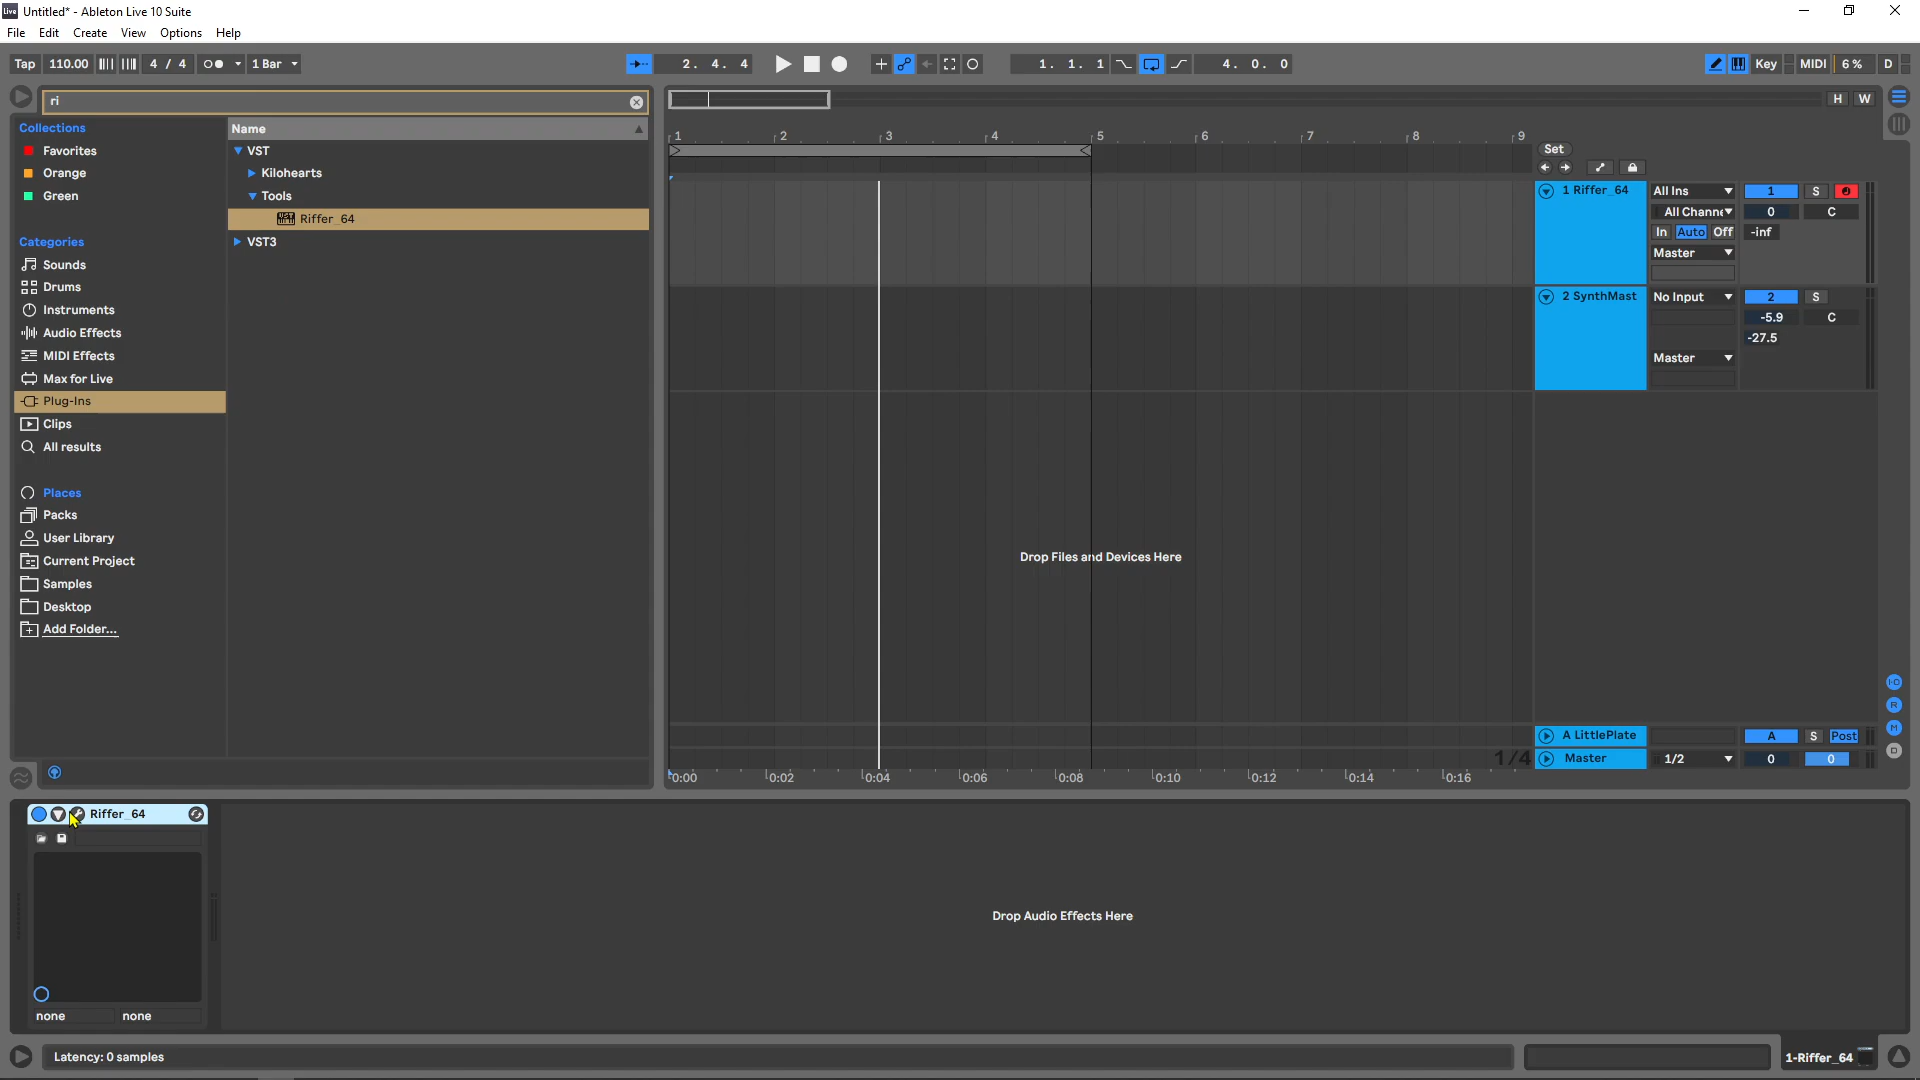 Live Untitled* - Ableton Live 10 Suite
File Edit Create View Options Help
Tap 110.00 4 / 4 1 Bar 2. 4. 4 1. 1. 1 4. 0. 0 Key MIDI 6 % D
ri
H W
Collections
Favorites
Orange
Green
Categories
Sounds
Drums
Instruments
Audio Effects
MIDI Effects
Max for Live
Plug-Ins
Clips
All results
Places
Packs
User Library
Current Project
Samples
Desktop
Add Folder...
Name
VST
Kilohearts
Tools
Riffer_64
VST3
1 2 3 4 5 6 7 8 9
Set
1 Riffer_64 All Ins 1 S
All Channe 0 C
In Auto Off -inf
Master
2 SynthMast No Input 2 S
-5.9 C
-27.5
Master
Drop Files and Devices Here
I-O
R
M
D
A LittlePlate A S Post
1/4 Master 1/2 0 0
0:00 0:02 0:04 0:06 0:08 0:10 0:12 0:14 0:16
Riffer_64
none none
Drop Audio Effects Here
Latency: 0 samples
1-Riffer_64